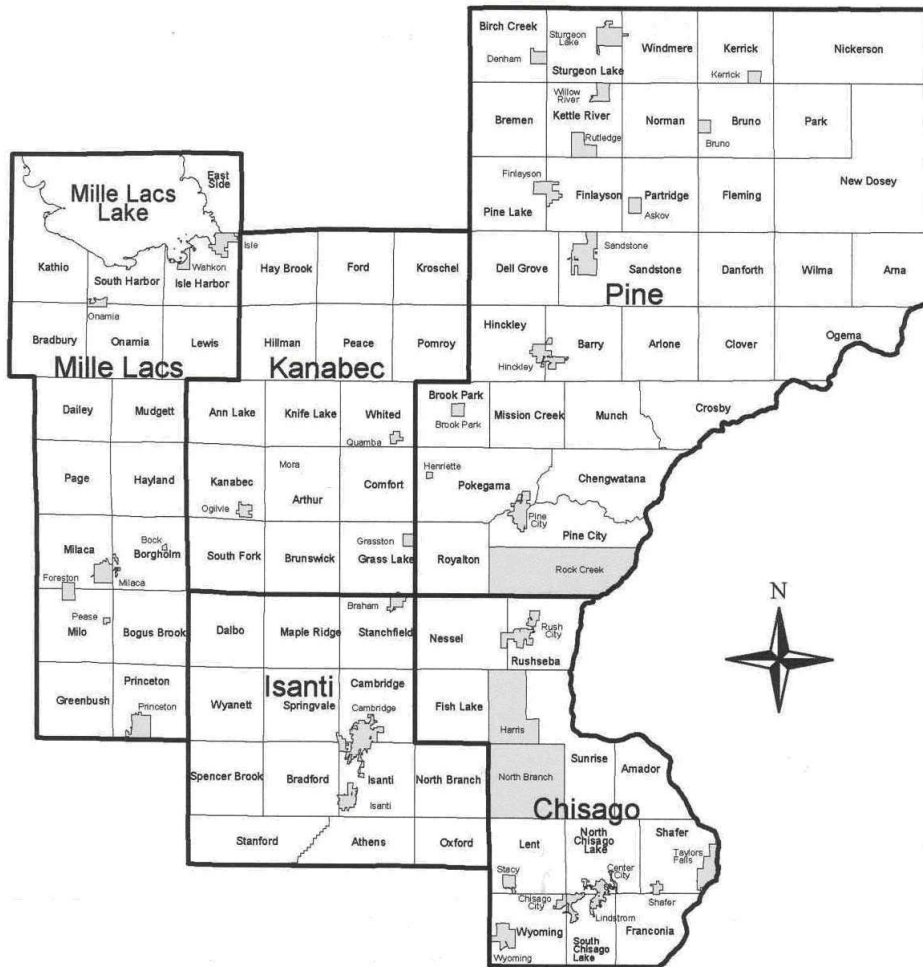 Birch Creek
Sturgeon
Lake
Windmere
Kerrick
Nickerson
Denham
Sturgeon Lake
Kerrick
Willow
River
Bremen
Kettle River
Norman
Bruno
Park
Rutledge
Bruno
Finlayson
Pine Lake
Finlayson
Partridge
Askov
Fleming
New Dosey
Mille Lacs
Lake
East
Side
Isle
Wahkon
Kathio
South Harbor
Isle Harbor
Onamia
Bradbury
Onamia
Lewis
Mille Lacs
Hay Brook
Ford
Kroschel
Hillman
Peace
Pomroy
Kanabec
Dell Grove
Sandstone
Sandstone
Danforth
Wilma
Arna
Pine
Hinckley
Hinckley
Barry
Arlone
Clover
Ogema
Dailey
Mudgett
Ann Lake
Knife Lake
Whited
Quamba
Brook Park
Brook Park
Mission Creek
Munch
Crosby
Page
Hayland
Kanabec
Ogilvie
Mora
Arthur
Comfort
Henriette
Pokegama
Chengwatana
Pine
City
Pine City
Milaca
Bock
Borgholm
Foreston
Milaca
South Fork
Brunswick
Grasston
Grass Lake
Royalton
Rock Creek
Pease
Milo
Bogus Brook
Dalbo
Maple Ridge
Braham
Stanchfield
Nessel
Rush
City
Rushseba
N
Greenbush
Princeton
Princeton
Wyanett
Isanti
Springvale
Cambridge
Cambridge
Fish Lake
Harris
Spencer Brook
Bradford
Isanti
Isanti
North Branch
North Branch
Sunrise
Amador
Chisago
Stanford
Athens
Oxford
Lent
North
Chisago
Lake
Shafer
Taylors
Falls
Stacy
Center
City
Shafer
Chisago
City
Lindstrom
Wyoming
Wyoming
South Chisago
Lake
Franconia